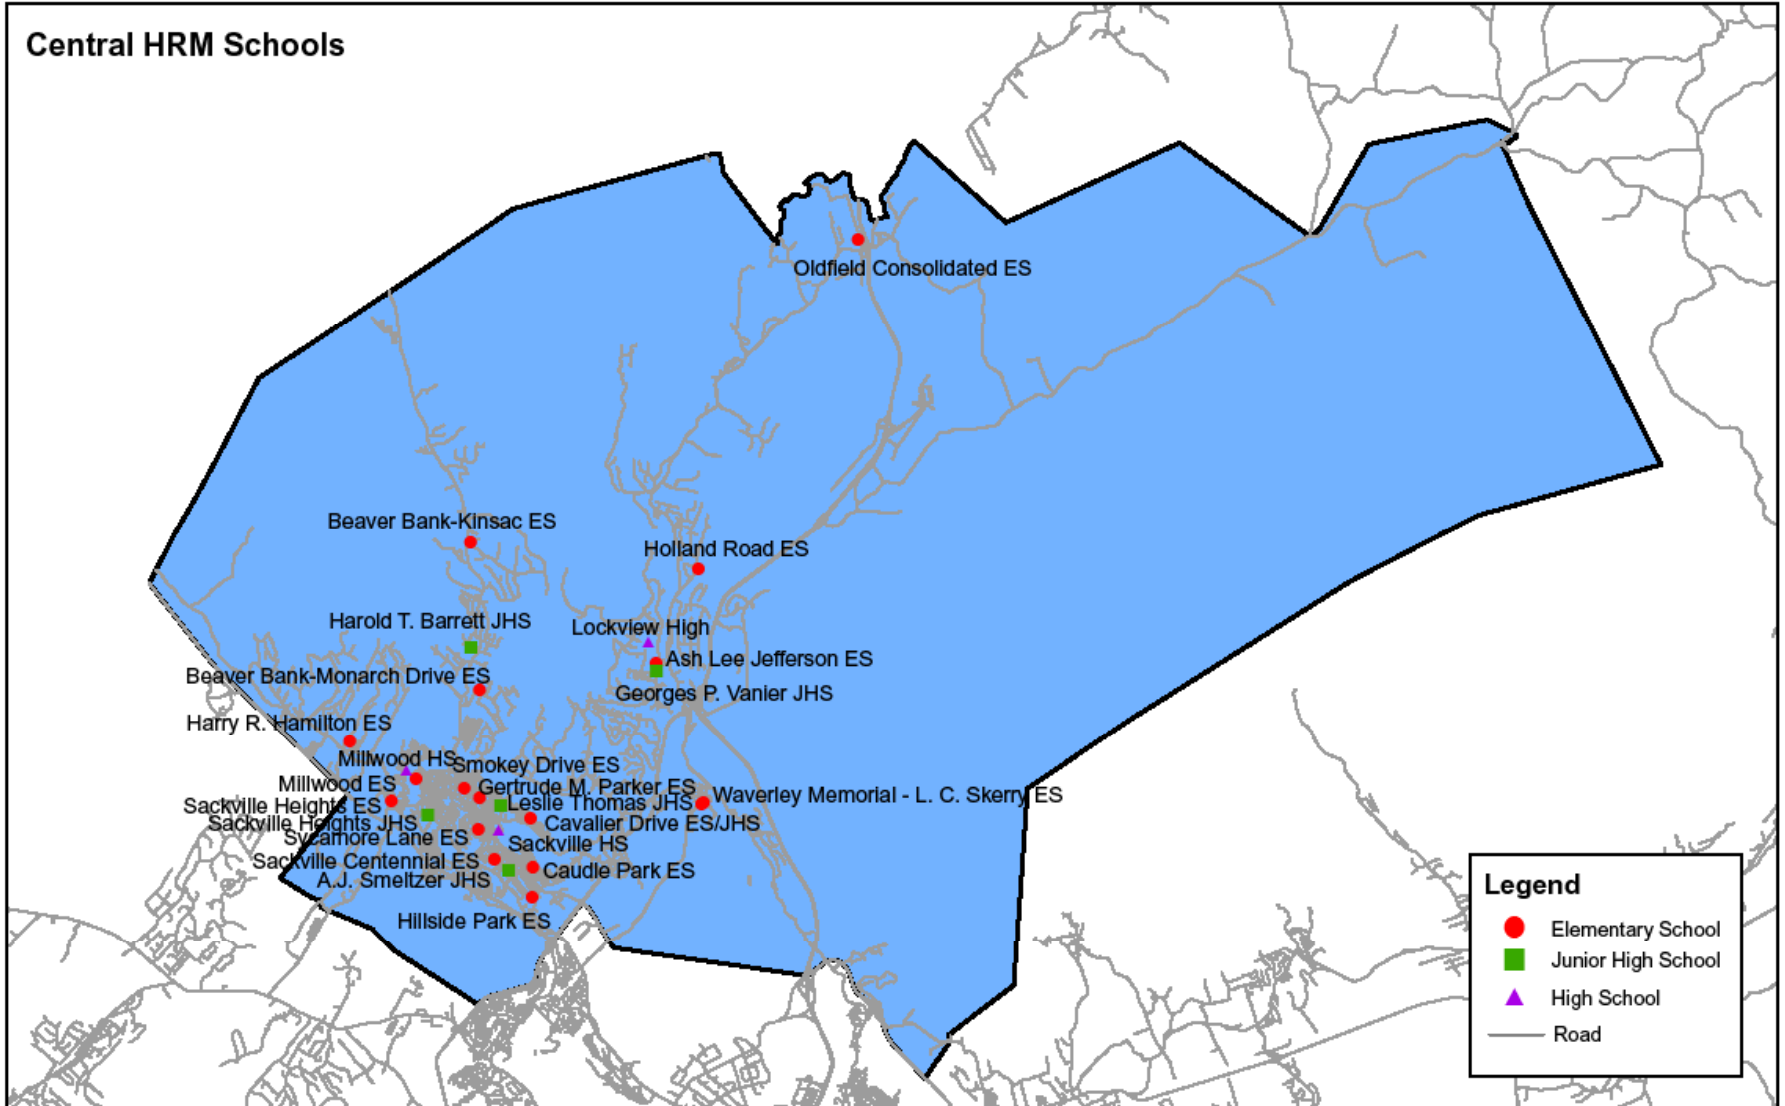 Central HRM Schools
Oldfield Consolidated ES
Beaver Bank-Kinsac ES
Holland Road ES
Harold T. Barrett JHS
Lockview High
Ash Lee Jefferson ES
Beaver Bank-Monarch Drive ES
Georges P. Vanier JHS
Harry R. Hamilton ES
Millwood HS
Smokey Drive ES
Millwood ES
Gertrude M. Parker ES
Waverley Memorial - L. C. Skerry ES
Sackville Heights ES
Leslie Thomas JHS
Sackville Heights JHS
Cavalier Drive ES/JHS
Sycamore Lane ES
Sackville HS
Sackville Centennial ES
Caudle Park ES
A.J. Smeltzer JHS
Hillside Park ES
Legend
Elementary School
Junior High School
High School
Road